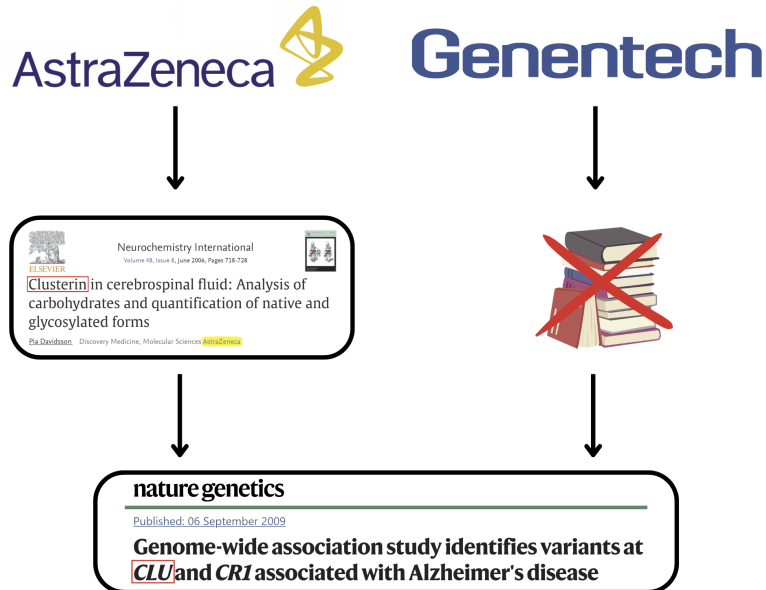 AstraZeneca
Genentech
ELSEVIER
Neurochemistry International
Volume 48, Issue 8, June 2006, Pages 718-728
Clusterin in cerebrospinal fluid: Analysis of
carbohydrates and quantification of native and
glycosylated forms
Pia Davidsson Discovery Medicine, Molecular Sciences AstraZeneca
nature genetics
Published: 06 September 2009
Genome-wide association study identifies variants at
CLU and CR1 associated with Alzheimer's disease